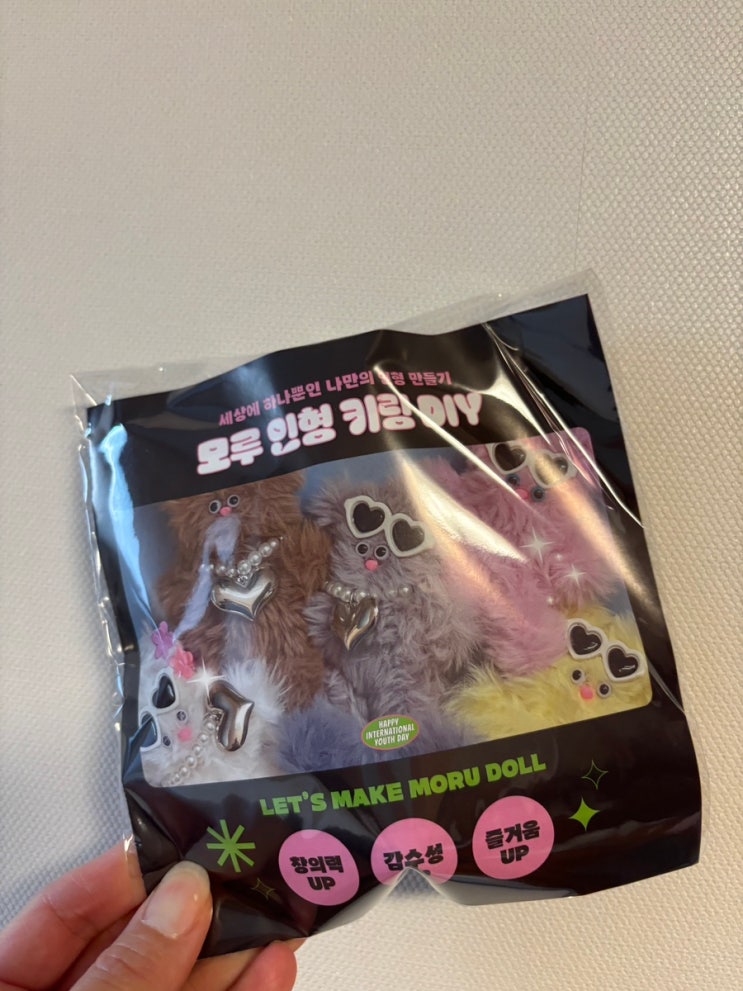 세상에 하나뿐인 나만의 인형 만들기
모루 인형 키링 DIY
HAPPY
INTERNATIONAL
YOUTH DAY
LET'S MAKE MORU DOLL
창의력
UP
감수성
즐거움
UP